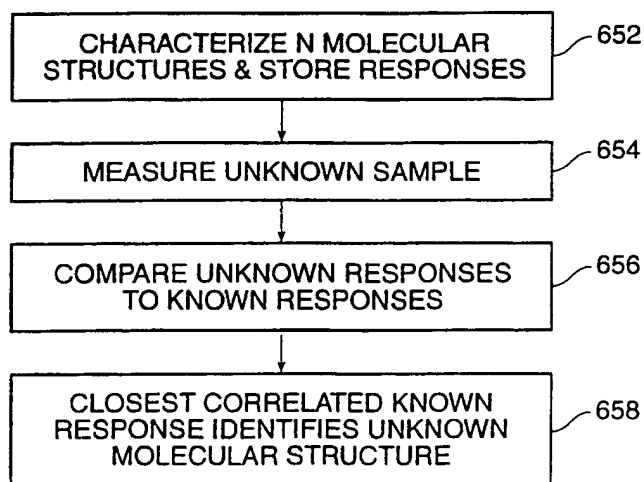 CHARACTERIZE N MOLECULAR
STRUCTURES & STORE RESPONSES
652
MEASURE UNKNOWN SAMPLE
654
COMPARE UNKNOWN RESPONSES
TO KNOWN RESPONSES
656
CLOSEST CORRELATED KNOWN
RESPONSE IDENTIFIES UNKNOWN
MOLECULAR STRUCTURE
658